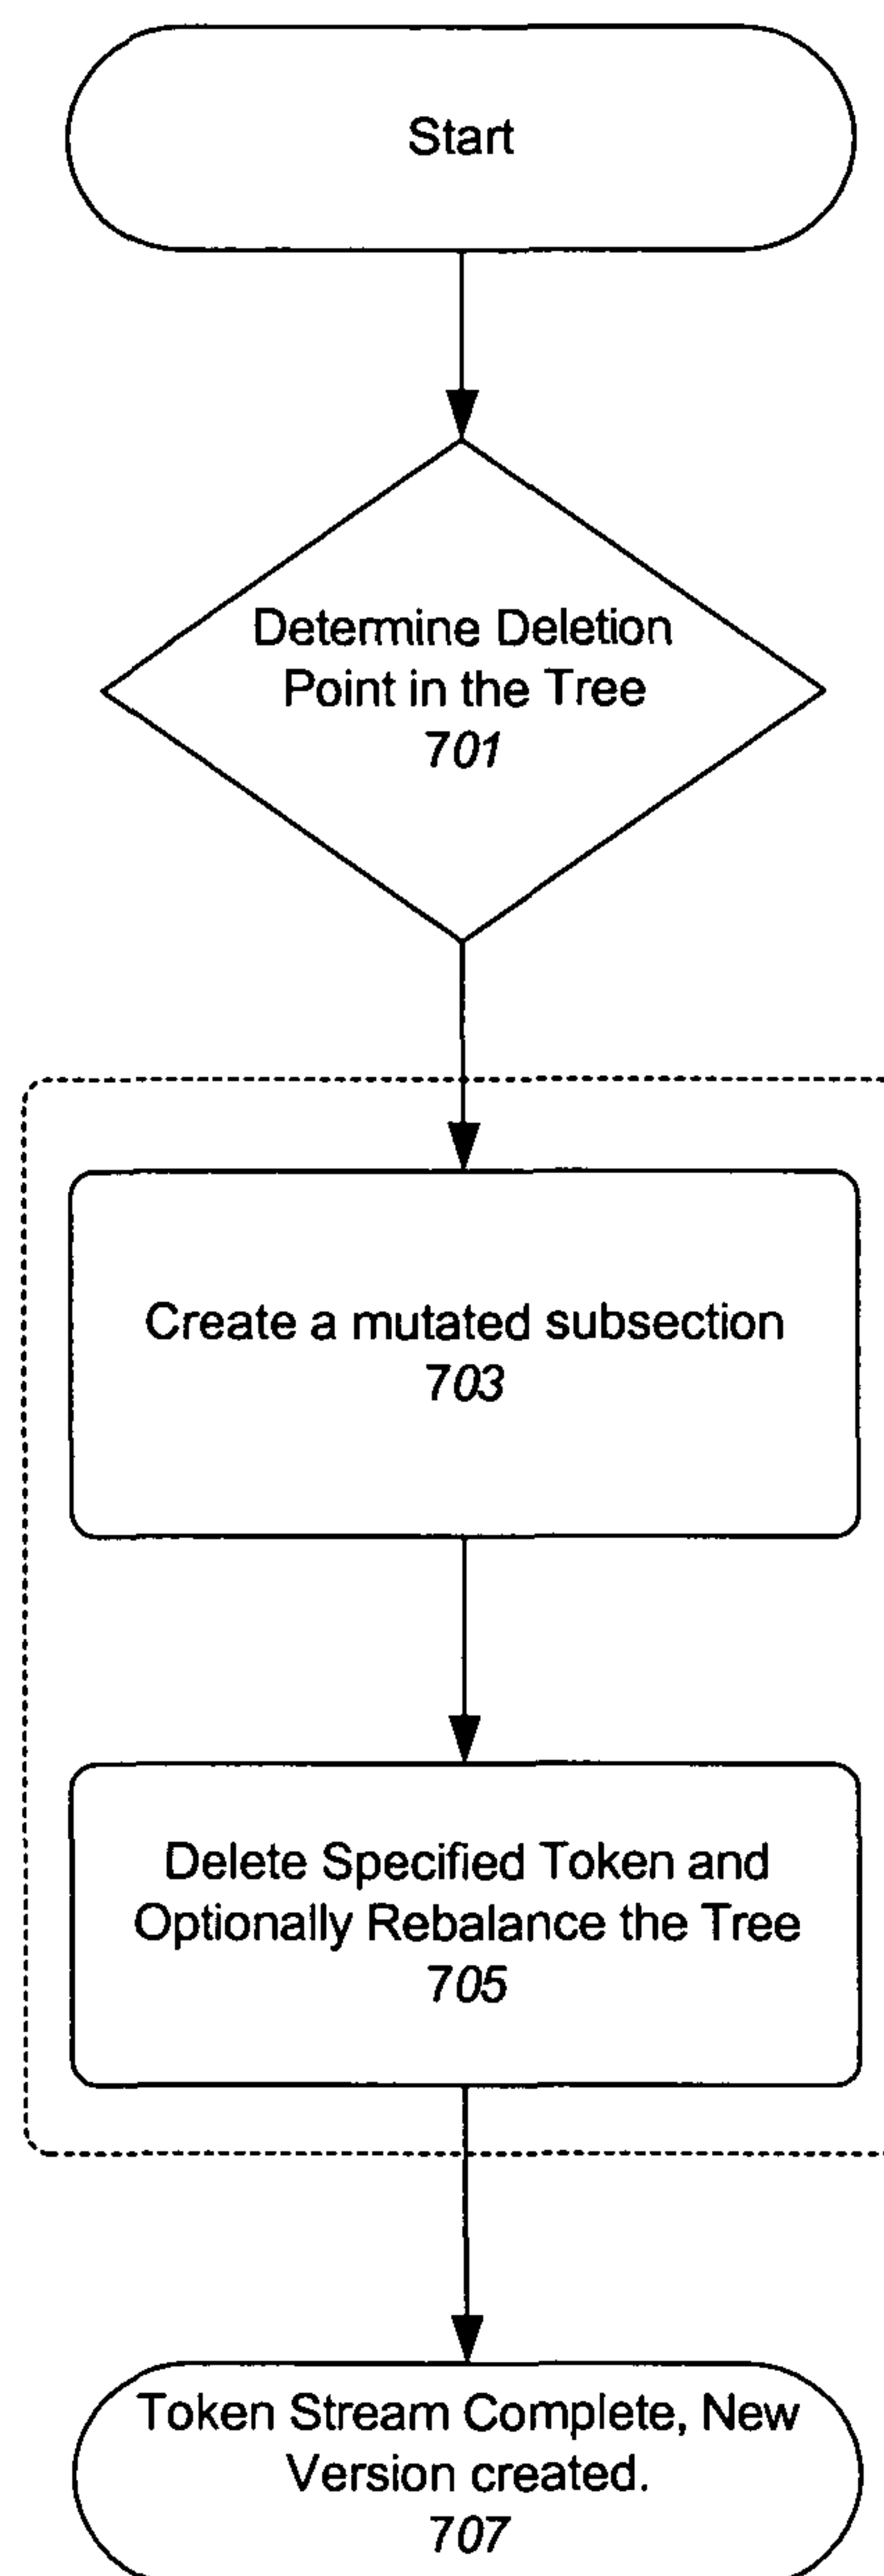 Start
Determine Deletion
Point in the Tree
701
Create a mutated subsection
703
Delete Specified Token and
Optionally Rebalance the Tree
705
Token Stream Complete, New
Version created.
707